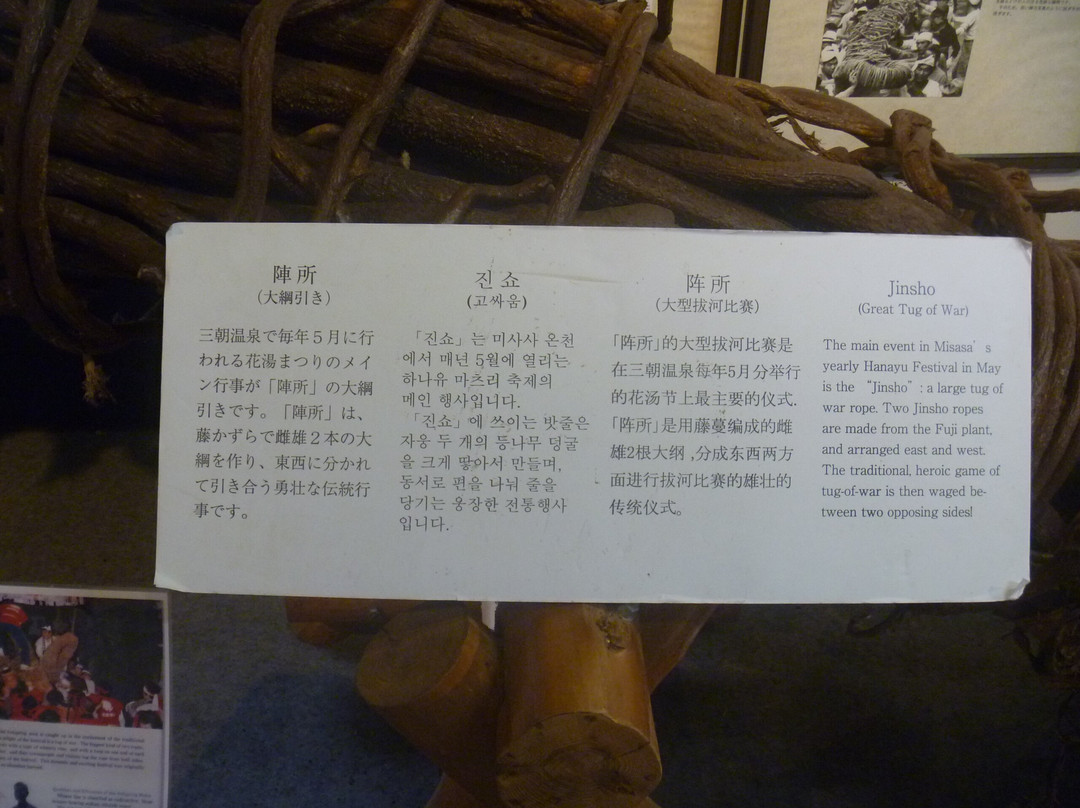 陣所
（大綱引き）
三朝温泉で毎年５月に行
われる花湯まつりのメイ
ン行事が「陣所」の大綱
引きです。「陣所」は、
藤かずらで雌雄２本の大
綱を作り、東西に分かれ
て引き合う勇壮な伝統行
事です。
진쇼
(고싸움)
「진쇼」는 미사사 온천
에서 매년 5월에 열리는
하나유 마츠리 축제의
메인 행사입니다.
「진쇼」에 쓰이는 밧줄은
자웅 두 개의 등나무 덩굴
을 크게 땋아서 만들며,
동서로 편을 나눠 줄을
당기는 웅장한 전통행사
입니다.
阵所
(大型拔河比赛)
「阵所」的大型拔河比赛是
在三朝温泉每年5月分举行
的花汤节上最主要的仪式.
「阵所」是用藤蔓编成的雌
雄2根大纲,分成东西两方
面进行拔河比赛的雄壮的
传统仪式。
Jinsho
(Great Tug of War)
The main event in Misasa's
yearly Hanayu Festival in May
is the "Jinsho": a large tug of
war rope. Two Jinsho ropes
are made from the Fuji plant,
and arranged east and west.
The traditional, heroic game of
tug-of-war is then waged be-
tween two opposing sides!